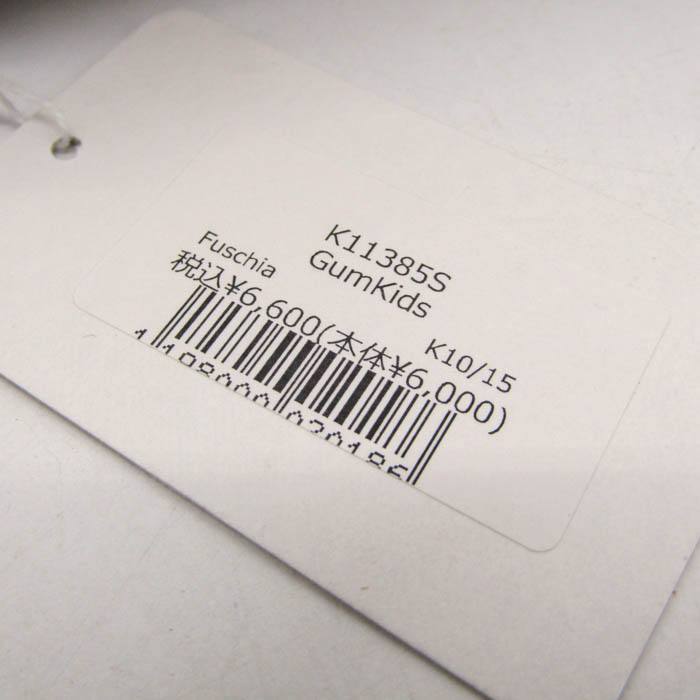 K11385S
GumKids
Fuschia
K10/15
税込¥6,600(本体¥6,000)